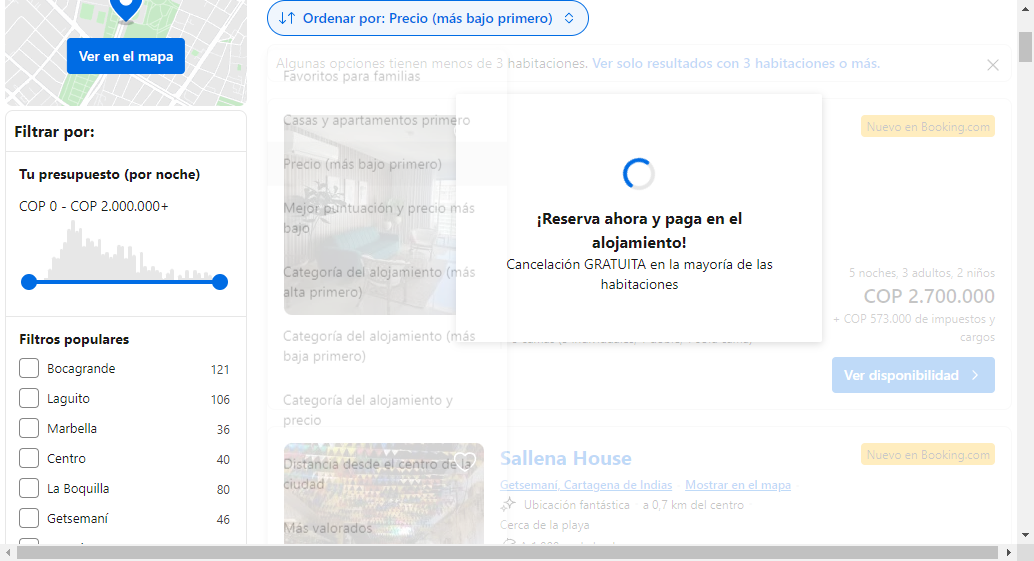 Ordenar por: Precio (más bajo primero)
Ver en el mapa
Algunas opciones tienen menos de 3 habitaciones. Ver solo resultados con 3 habitaciones o más.
Favoritos para familias
Casas y apartamentos primero
Precio (más bajo primero)
Mejor puntuación y precio más
bajo
Categoría del alojamiento (más
alta primero)
Categoría del alojamiento (más
baja primero)
Categoría del alojamiento y
precio
Distancia desde el centro de la
ciudad
Más valorados
Filtrar por:
Tu presupuesto (por noche)
COP 0 - COP 2.000.000+
Filtros populares
Bocagrande 121
Laguito 106
Marbella 36
Centro 40
La Boquilla 80
Getsemaní 46
¡Reserva ahora y paga en el
alojamiento!
Cancelación GRATUITA en la mayoría de las
habitaciones
Nuevo en Booking.com
5 noches, 3 adultos, 2 niños
COP 2.700.000
+ COP 573.000 de impuestos y
cargos
Ver disponibilidad
Sallena House
Nuevo en Booking.com
Getsemaní, Cartagena de Indias Mostrar en el mapa
Ubicación fantástica a 0,7 km del centro
Cerca de la playa